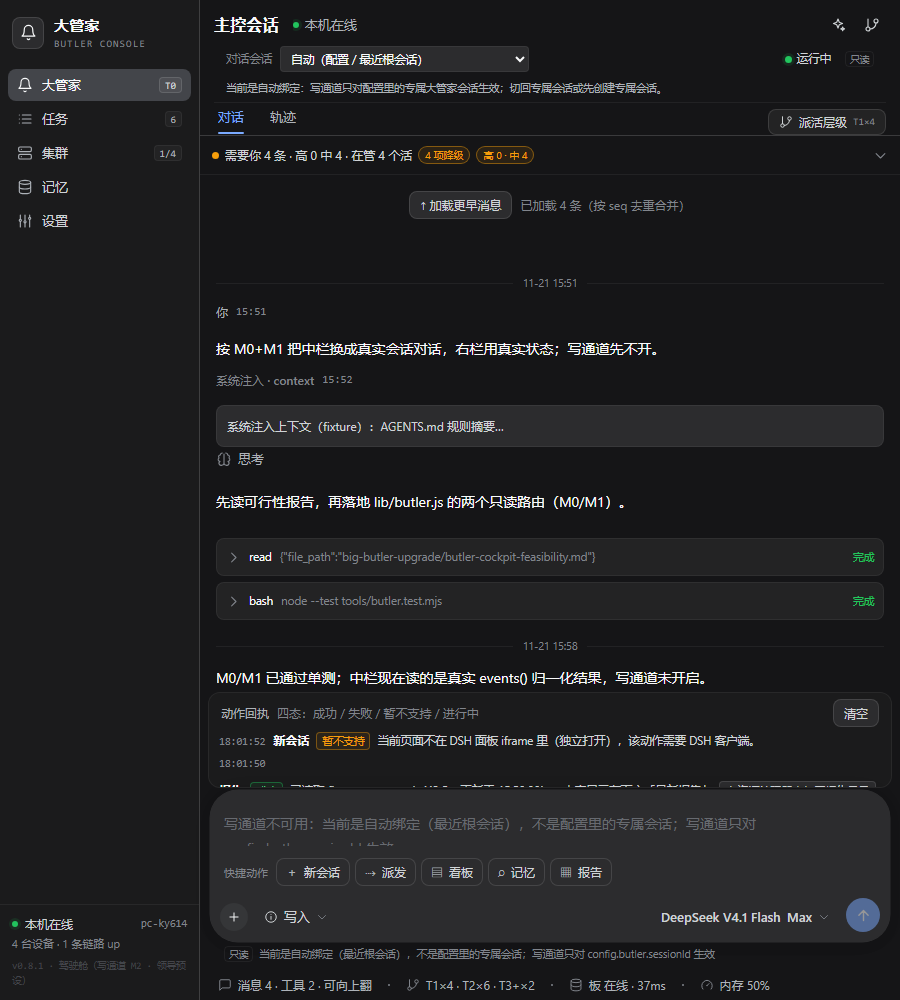 大管家
BUTLER CONSOLE
大管家 T0
任务 6
集群 1/4
记忆
设置
本机在线 pc-ky614
4 台设备 · 1 条链路 up
v0.8.1 · 驾驶舱（写通道 M2 · 领导预设）
主控会话 本机在线
对话会话 自动（配置 / 最近根会话） 运行中 只读
当前是自动绑定：写通道只对配置里的专属大管家会话生效；切回专属会话或先创建专属会话。
对话 轨迹 派活层级 T1×4
需要你 4 条 · 高 0 中 4 · 在管 4 个活 4 项降级 高 0 · 中 4
↑ 加载更早消息 已加载 4 条（按 seq 去重合并）
11-21 15:51
你 15:51
按 M0+M1 把中栏换成真实会话对话，右栏用真实状态；写通道先不开。
系统注入 · context 15:52
系统注入上下文（fixture）：AGENTS.md 规则摘要…
思考
先读可行性报告，再落地 lib/butler.js 的两个只读路由（M0/M1）。
read {"file_path":"big-butler-upgrade/butler-cockpit-feasibility.md"} 完成
bash node --test tools/butler.test.mjs 完成
11-21 15:58
M0/M1 已通过单测；中栏现在读的是真实 events() 归一化结果，写通道未开启。
动作回执 四态：成功 / 失败 / 暂不支持 / 进行中 清空
18:01:52 新会话 暂不支持 当前页面不在 DSH 面板 iframe 里（独立打开），该动作需要 DSH 客户端。
18:01:50
写通道不可用：当前是自动绑定（最近根会话），不是配置里的专属会话；写通道只对
快捷动作 + 新会话 ⇢ 派发 ▤ 看板 ⌕ 记忆 ▦ 报告
+ 写入 DeepSeek V4.1 Flash Max
只读 当前是自动绑定（最近根会话），不是配置里的专属会话；写通道只对 config.butler.sessionId 生效
消息 4 · 工具 2 · 可向上翻 · T1×4 · T2×6 · T3+×2 · 板 在线 · 37ms · 内存 50%